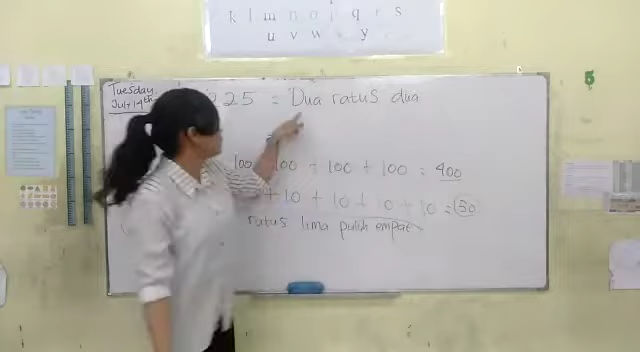 k l m n o p q r s
u v w x y
Tuesday
July 14th
225 = Dua ratus dua
100 100 + 100 + 100 = 400
+ 10 + 10 + 10 + 10 = 50
ratus lima puluh empat